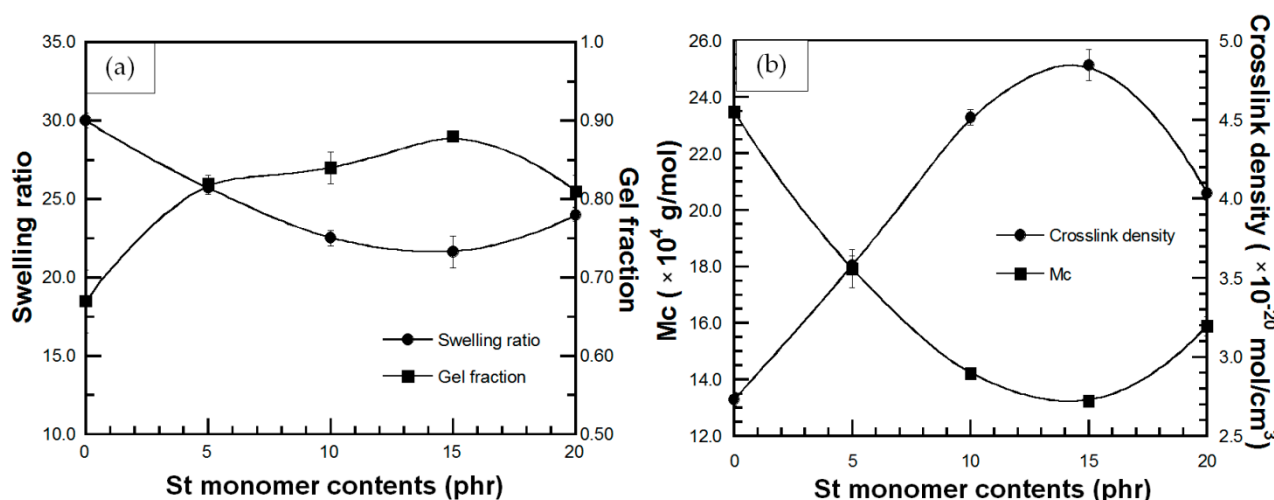 (a)
35.0
30.0
25.0
20.0
15.0
10.0
Swelling ratio
1.0
0.90
0.80
0.70
0.60
0.50
Gel fraction
Swelling ratio
Gel fraction
0 5 10 15 20
St monomer contents (phr)
(b)
26.0
24.0
22.0
20.0
18.0
16.0
14.0
12.0
Mc ( ×10⁴ g/mol)
5.0
4.5
4.0
3.5
3.0
2.5
Crosslink density ( ×10⁻²⁰ mol/cm³)
Crosslink density
Mc
0 5 10 15 20
St monomer contents (phr)